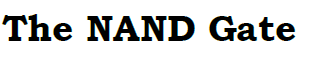 The NAND Gate